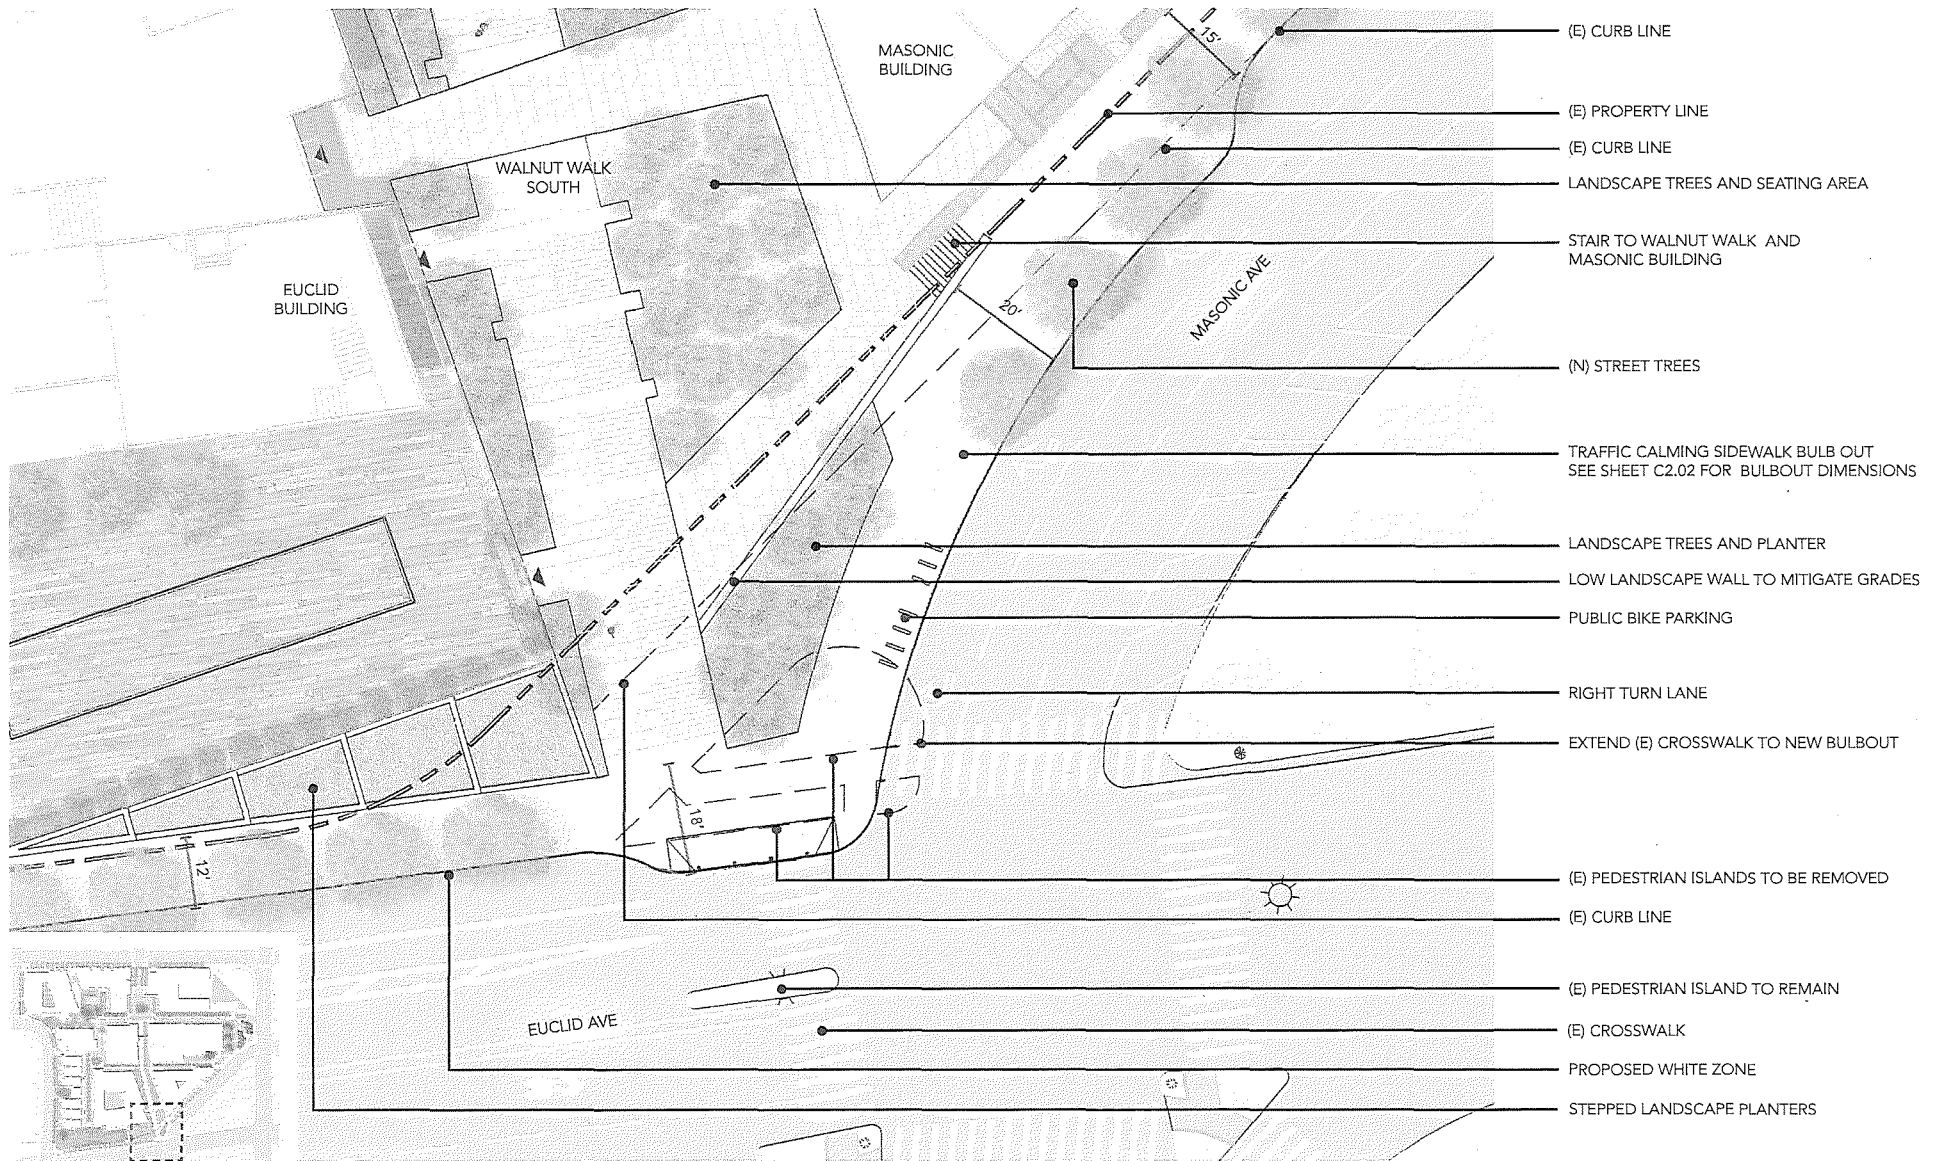 MASONIC
BUILDING
WALNUT WALK
SOUTH
EUCLID
BUILDING
MASONIC AVE
EUCLID AVE
15'
20'
18'
12'
(E) CURB LINE
(E) PROPERTY LINE
(E) CURB LINE
LANDSCAPE TREES AND SEATING AREA
STAIR TO WALNUT WALK AND
MASONIC BUILDING
(N) STREET TREES
TRAFFIC CALMING SIDEWALK BULB OUT
SEE SHEET C2.02 FOR BULBOUT DIMENSIONS
LANDSCAPE TREES AND PLANTER
LOW LANDSCAPE WALL TO MITIGATE GRADES
PUBLIC BIKE PARKING
RIGHT TURN LANE
EXTEND (E) CROSSWALK TO NEW BULBOUT
(E) PEDESTRIAN ISLANDS TO BE REMOVED
(E) CURB LINE
(E) PEDESTRIAN ISLAND TO REMAIN
(E) CROSSWALK
PROPOSED WHITE ZONE
STEPPED LANDSCAPE PLANTERS